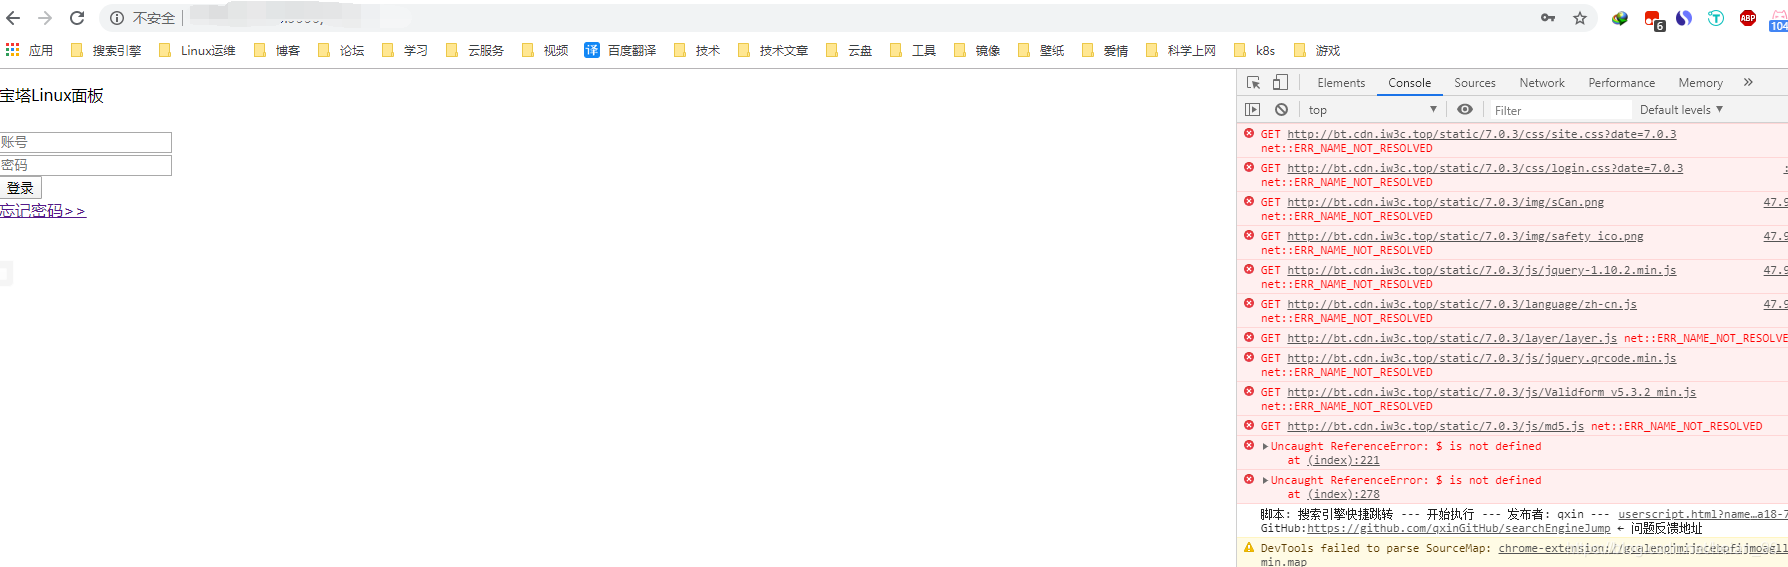 不安全
应用 搜索引擎 Linux运维 博客 论坛 学习 云服务 视频 译 百度翻译 技术 技术文章 云盘 工具 镜像 壁纸 爱情 科学上网 k8s 游戏
6
ABP
104
宝塔Linux面板
账号
密码
登录
忘记密码>>
Elements Console Sources Network Performance Memory »
top Filter Default levels
GET http://bt.cdn.iw3c.top/static/7.0.3/css/site.css?date=7.0.3
net::ERR_NAME_NOT_RESOLVED
GET http://bt.cdn.iw3c.top/static/7.0.3/css/login.css?date=7.0.3 :
net::ERR_NAME_NOT_RESOLVED
GET http://bt.cdn.iw3c.top/static/7.0.3/img/sCan.png 47.9
net::ERR_NAME_NOT_RESOLVED
GET http://bt.cdn.iw3c.top/static/7.0.3/img/safety_ico.png 47.9
net::ERR_NAME_NOT_RESOLVED
GET http://bt.cdn.iw3c.top/static/7.0.3/js/jquery-1.10.2.min.js 47.9
net::ERR_NAME_NOT_RESOLVED
GET http://bt.cdn.iw3c.top/static/7.0.3/language/zh-cn.js 47.9
net::ERR_NAME_NOT_RESOLVED
GET http://bt.cdn.iw3c.top/static/7.0.3/layer/layer.js net::ERR_NAME_NOT_RESOLVE
GET http://bt.cdn.iw3c.top/static/7.0.3/js/jquery.qrcode.min.js
net::ERR_NAME_NOT_RESOLVED
GET http://bt.cdn.iw3c.top/static/7.0.3/js/Validform_v5.3.2_min.js
net::ERR_NAME_NOT_RESOLVED
GET http://bt.cdn.iw3c.top/static/7.0.3/js/md5.js net::ERR_NAME_NOT_RESOLVED
Uncaught ReferenceError: $ is not defined
at (index):221
Uncaught ReferenceError: $ is not defined
at (index):278
脚本: 搜索引擎快捷跳转 --- 开始执行 --- 发布者: qxin --- userscript.html?name…a18-7
GitHub:https://github.com/qxinGitHub/searchEngineJump ← 问题反馈地址
DevTools failed to parse SourceMap:
min.map